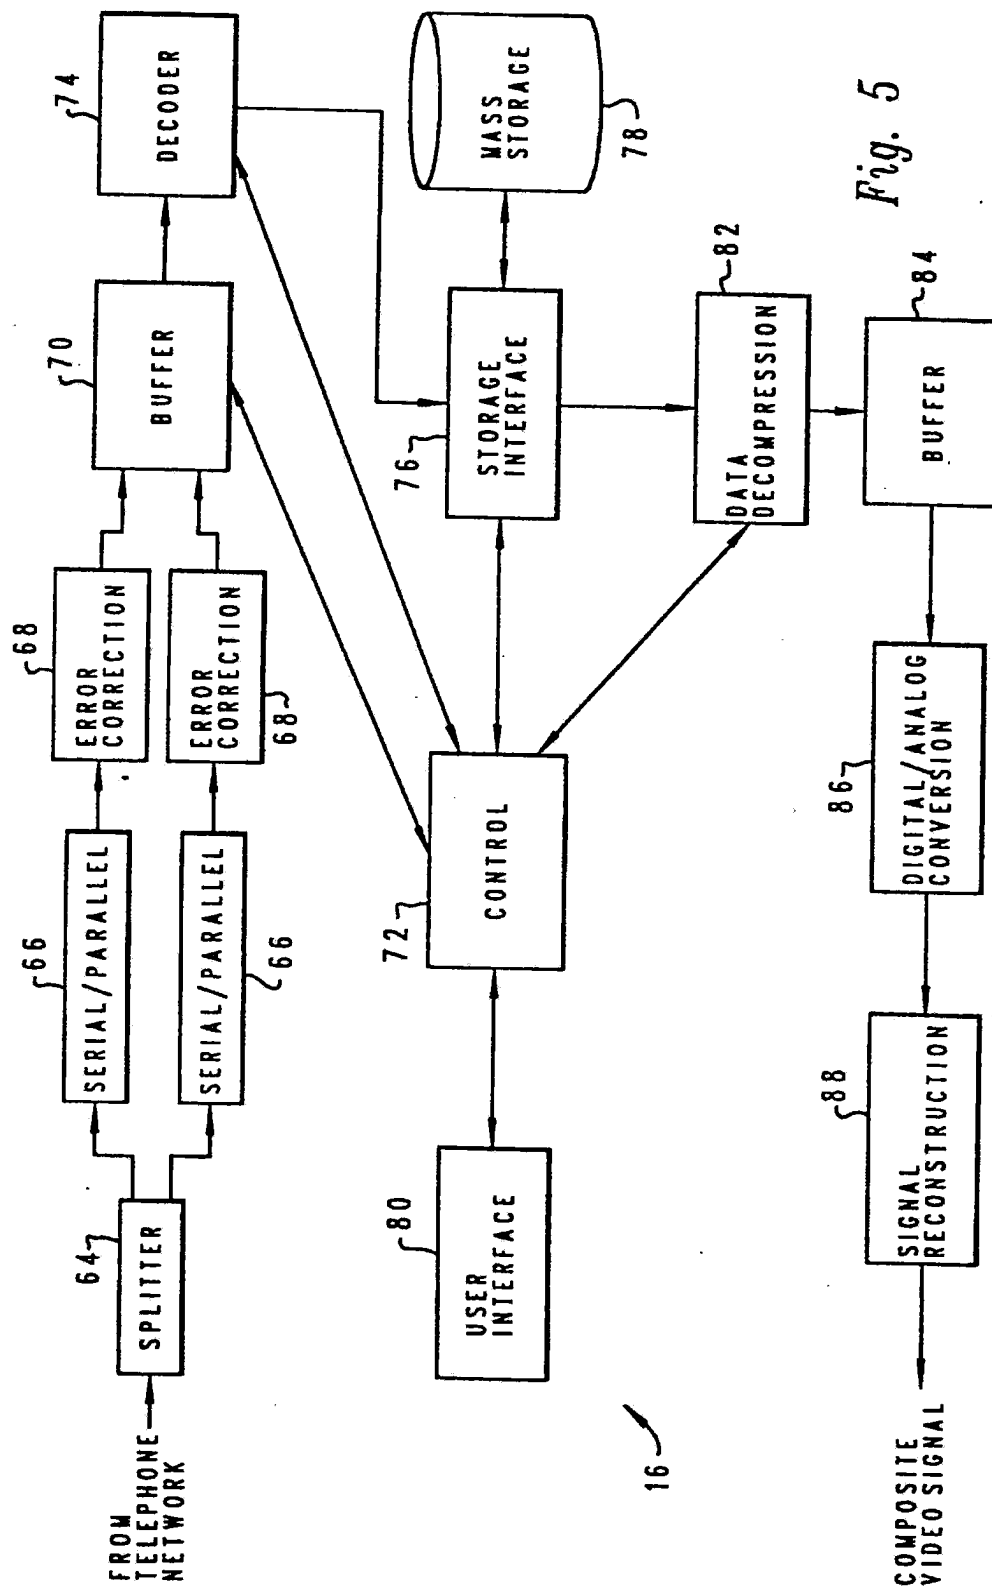 FROM
TELEPHONE
NETWORK
64
SPLITTER
66
SERIAL/PARALLEL
SERIAL/PARALLEL
66
68
ERROR
CORRECTION
ERROR
CORRECTION
68
70
BUFFER
74
DECODER
80
USER
INTERFACE
72
CONTROL
76
STORAGE
INTERFACE
MASS
STORAGE
78
16
82
DATA
DECOMPRESSION
Fig. 5
COMPOSITE
VIDEO SIGNAL
88
SIGNAL
RECONSTRUCTION
86
DIGITAL/ANALOG
CONVERSION
84
BUFFER